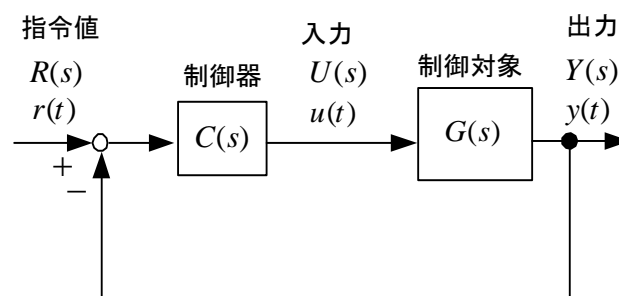 指令値
R(s)
r(t)
+
−
制御器
C(s)
入力
U(s)
u(t)
制御対象
G(s)
出力
Y(s)
y(t)